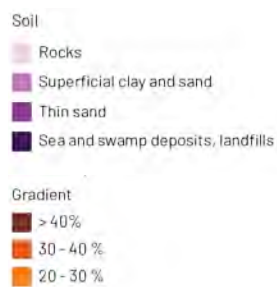 Soil
Rocks
Superficial clay and sand
Thin sand
Sea and swamp deposits, landfills
Gradient
> 40%
30 - 40 %
20 - 30 %